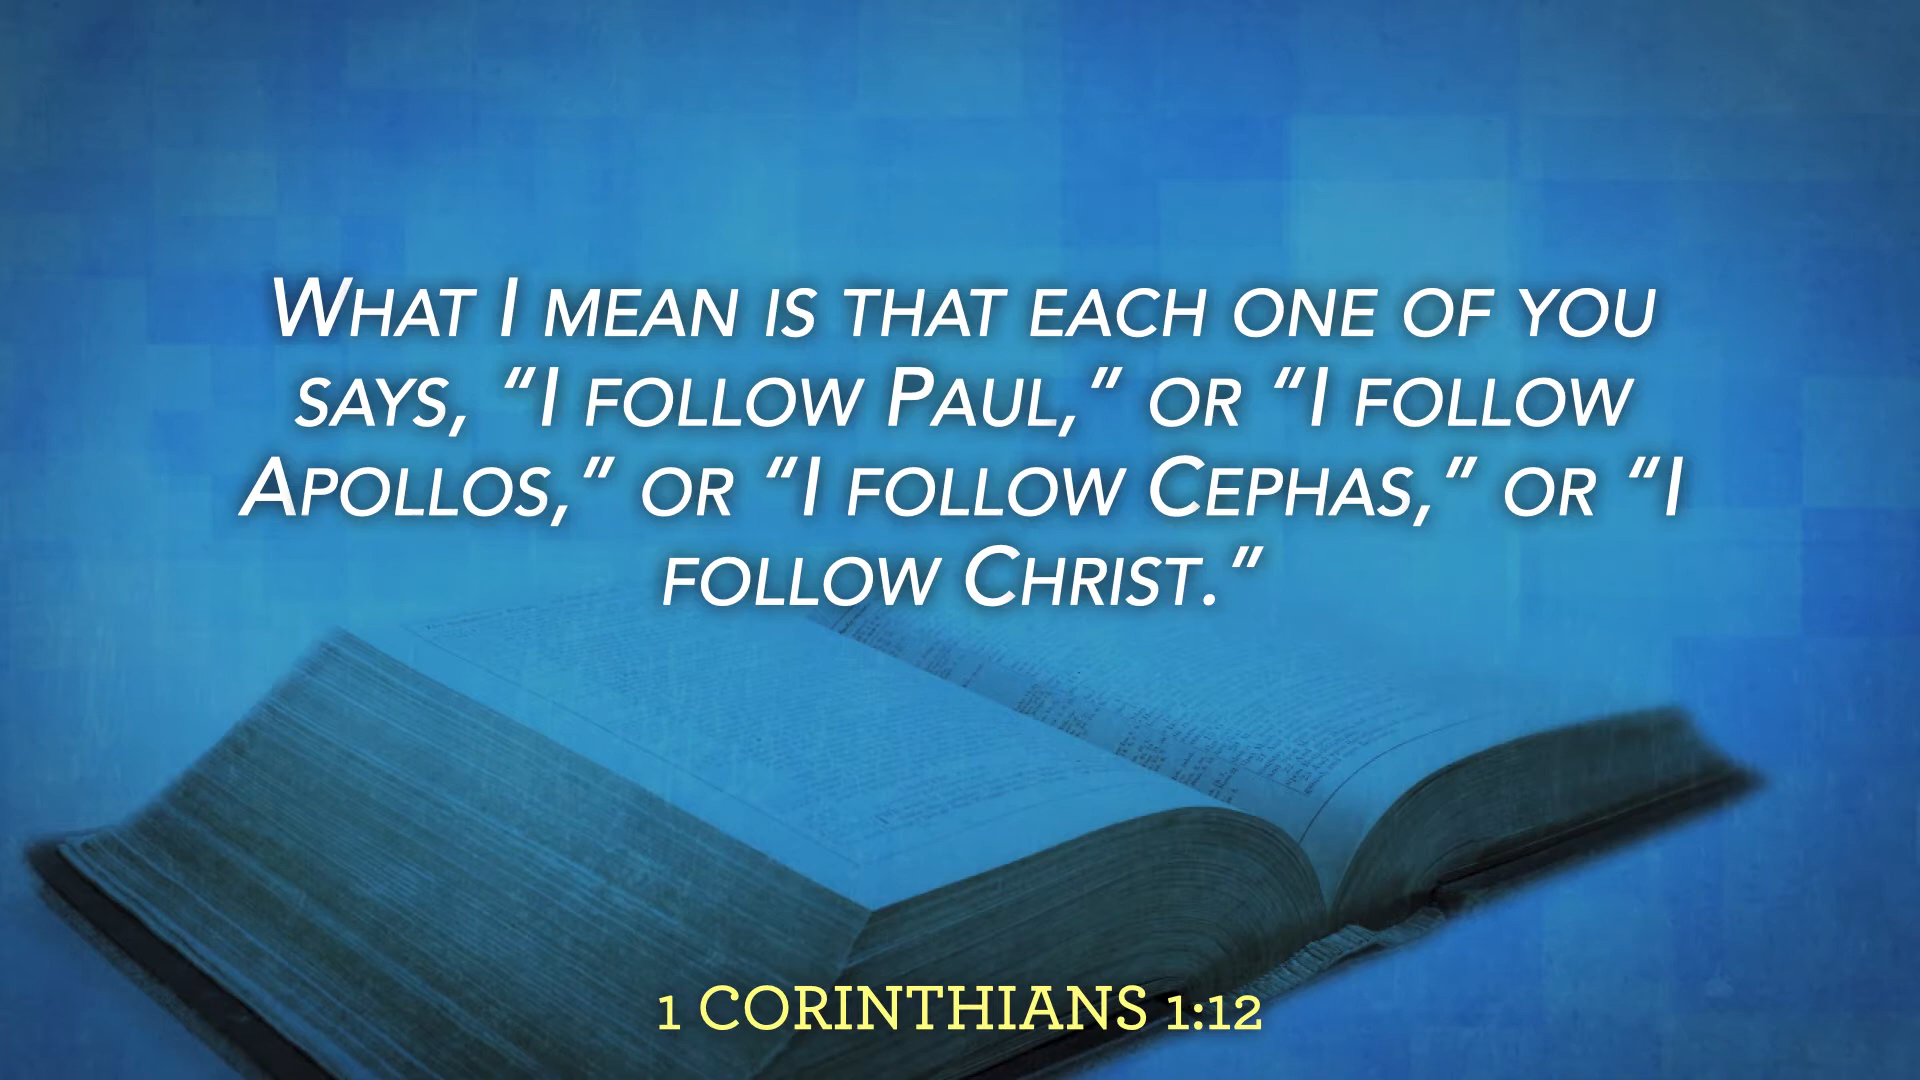 What I mean is that each one of you
says, “I follow Paul,” or “I follow
Apollos,” or “I follow Cephas,” or “I
follow Christ.”
1 CORINTHIANS 1:12